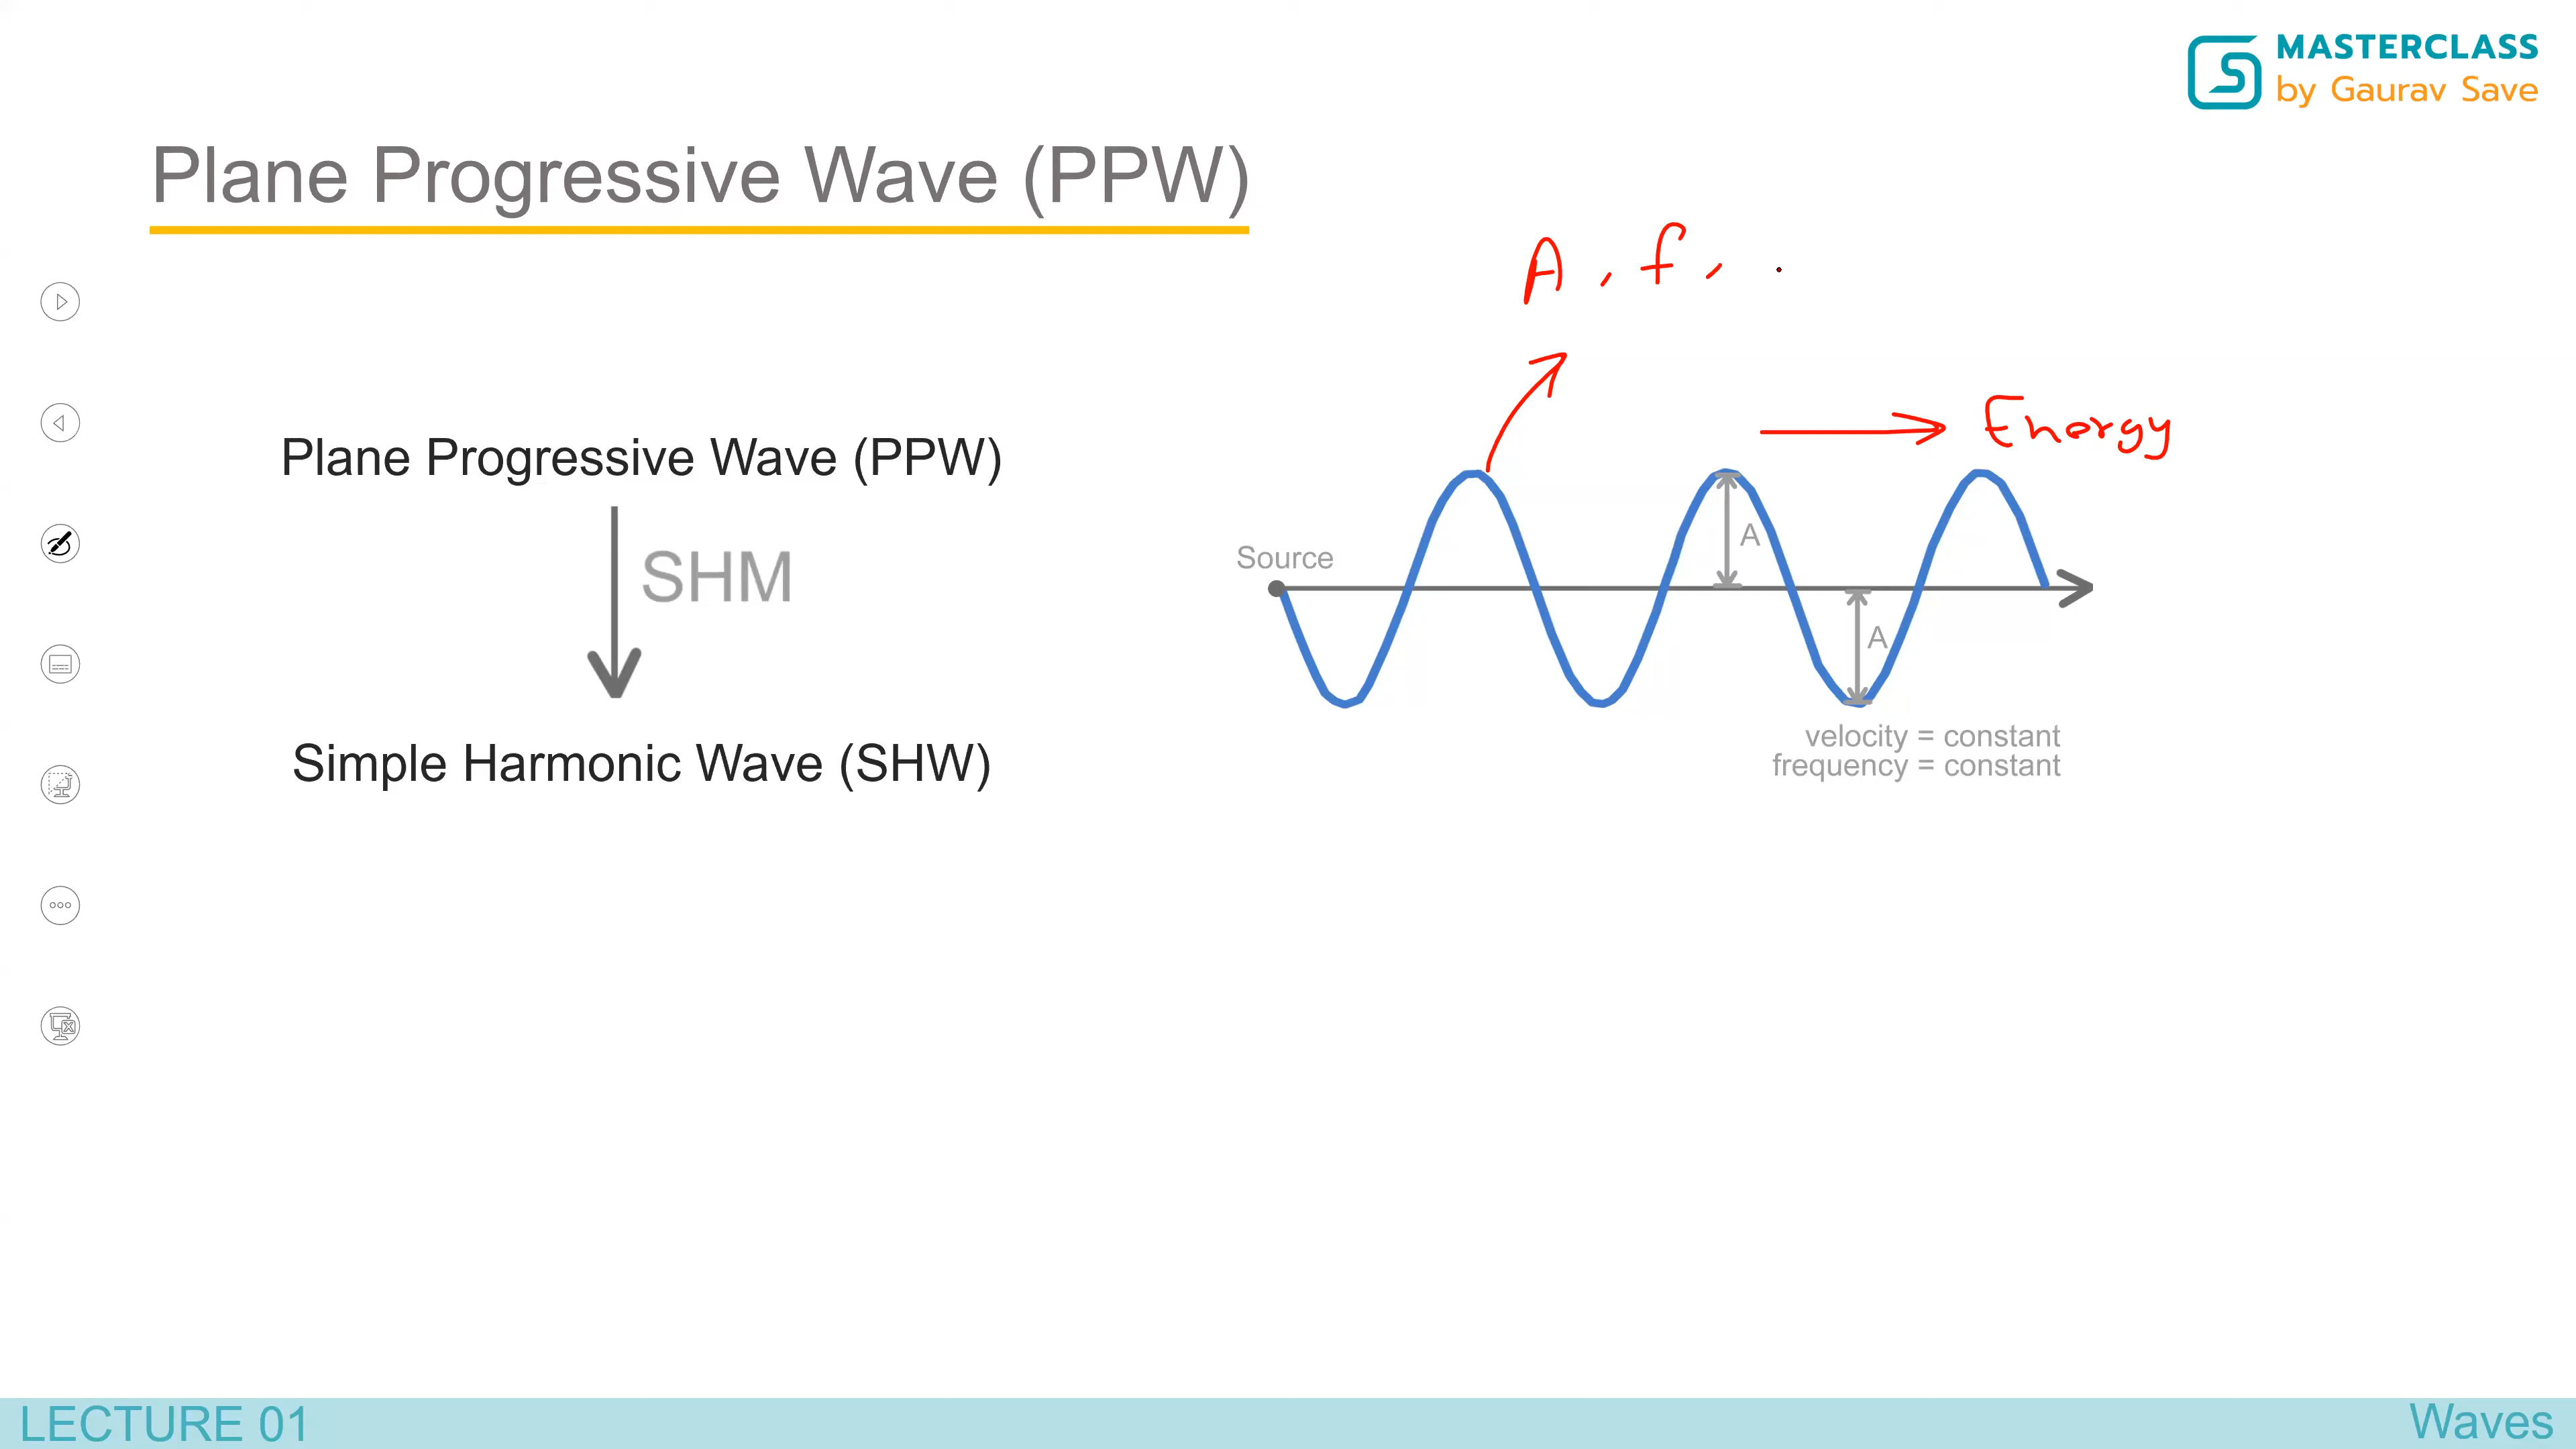 MASTERCLASS
by Gaurav Save
Plane Progressive Wave (PPW)
A, f,
Plane Progressive Wave (PPW)
SHM
Simple Harmonic Wave (SHW)
Energy
Source
A
A
velocity = constant
frequency = constant
LECTURE 01
Waves